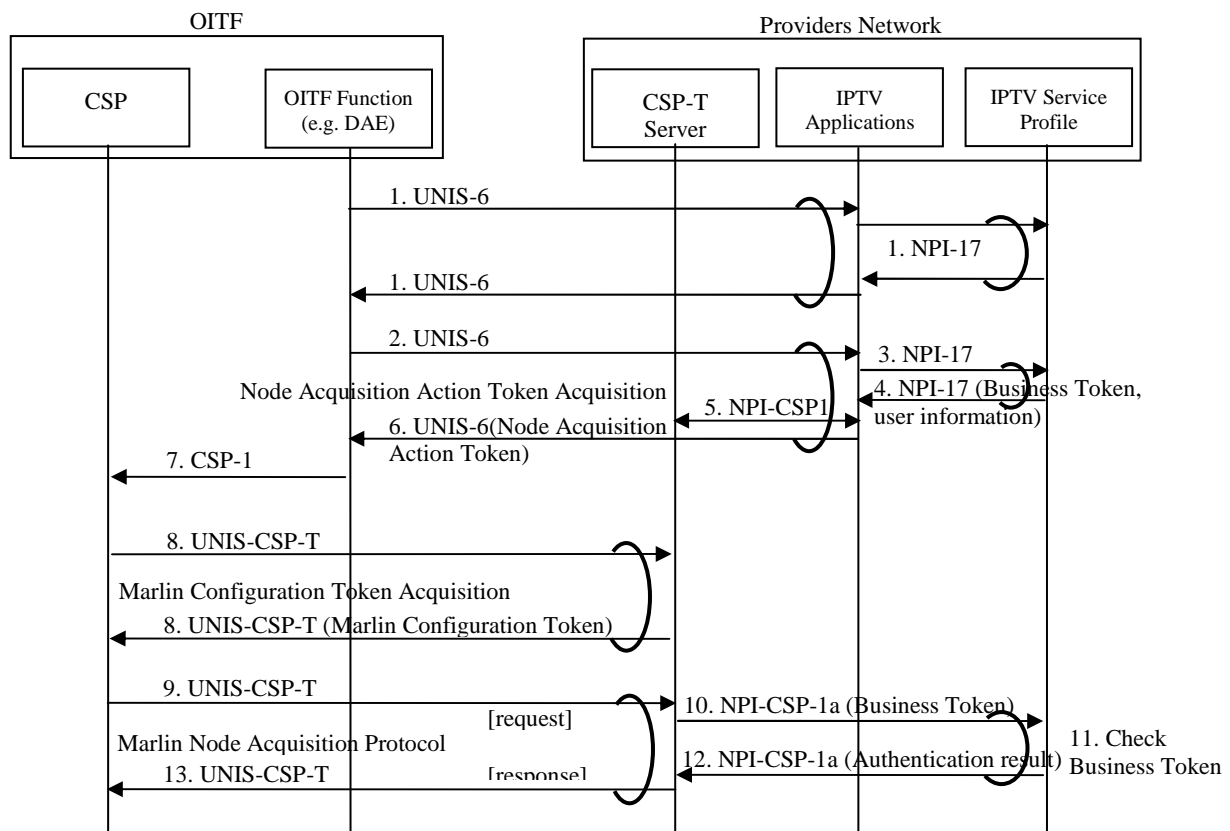 OITF
Providers Network
CSP
OITF Function
(e.g. DAE)
CSP-T
Server
IPTV
Applications
IPTV Service
Profile
1. UNIS-6
1. NPI-17
1. UNIS-6
2. UNIS-6
3. NPI-17
Node Acquisition Action Token Acquisition
4. NPI-17 (Business Token,
user information)
5. NPI-CSP1
6. UNIS-6(Node Acquisition
Action Token)
7. CSP-1
8. UNIS-CSP-T
Marlin Configuration Token Acquisition
8. UNIS-CSP-T (Marlin Configuration Token)
9. UNIS-CSP-T
[request]
10. NPI-CSP-1a (Business Token)
Marlin Node Acquisition Protocol
11. Check
Business Token
12. NPI-CSP-1a (Authentication result)
13. UNIS-CSP-T
[response]